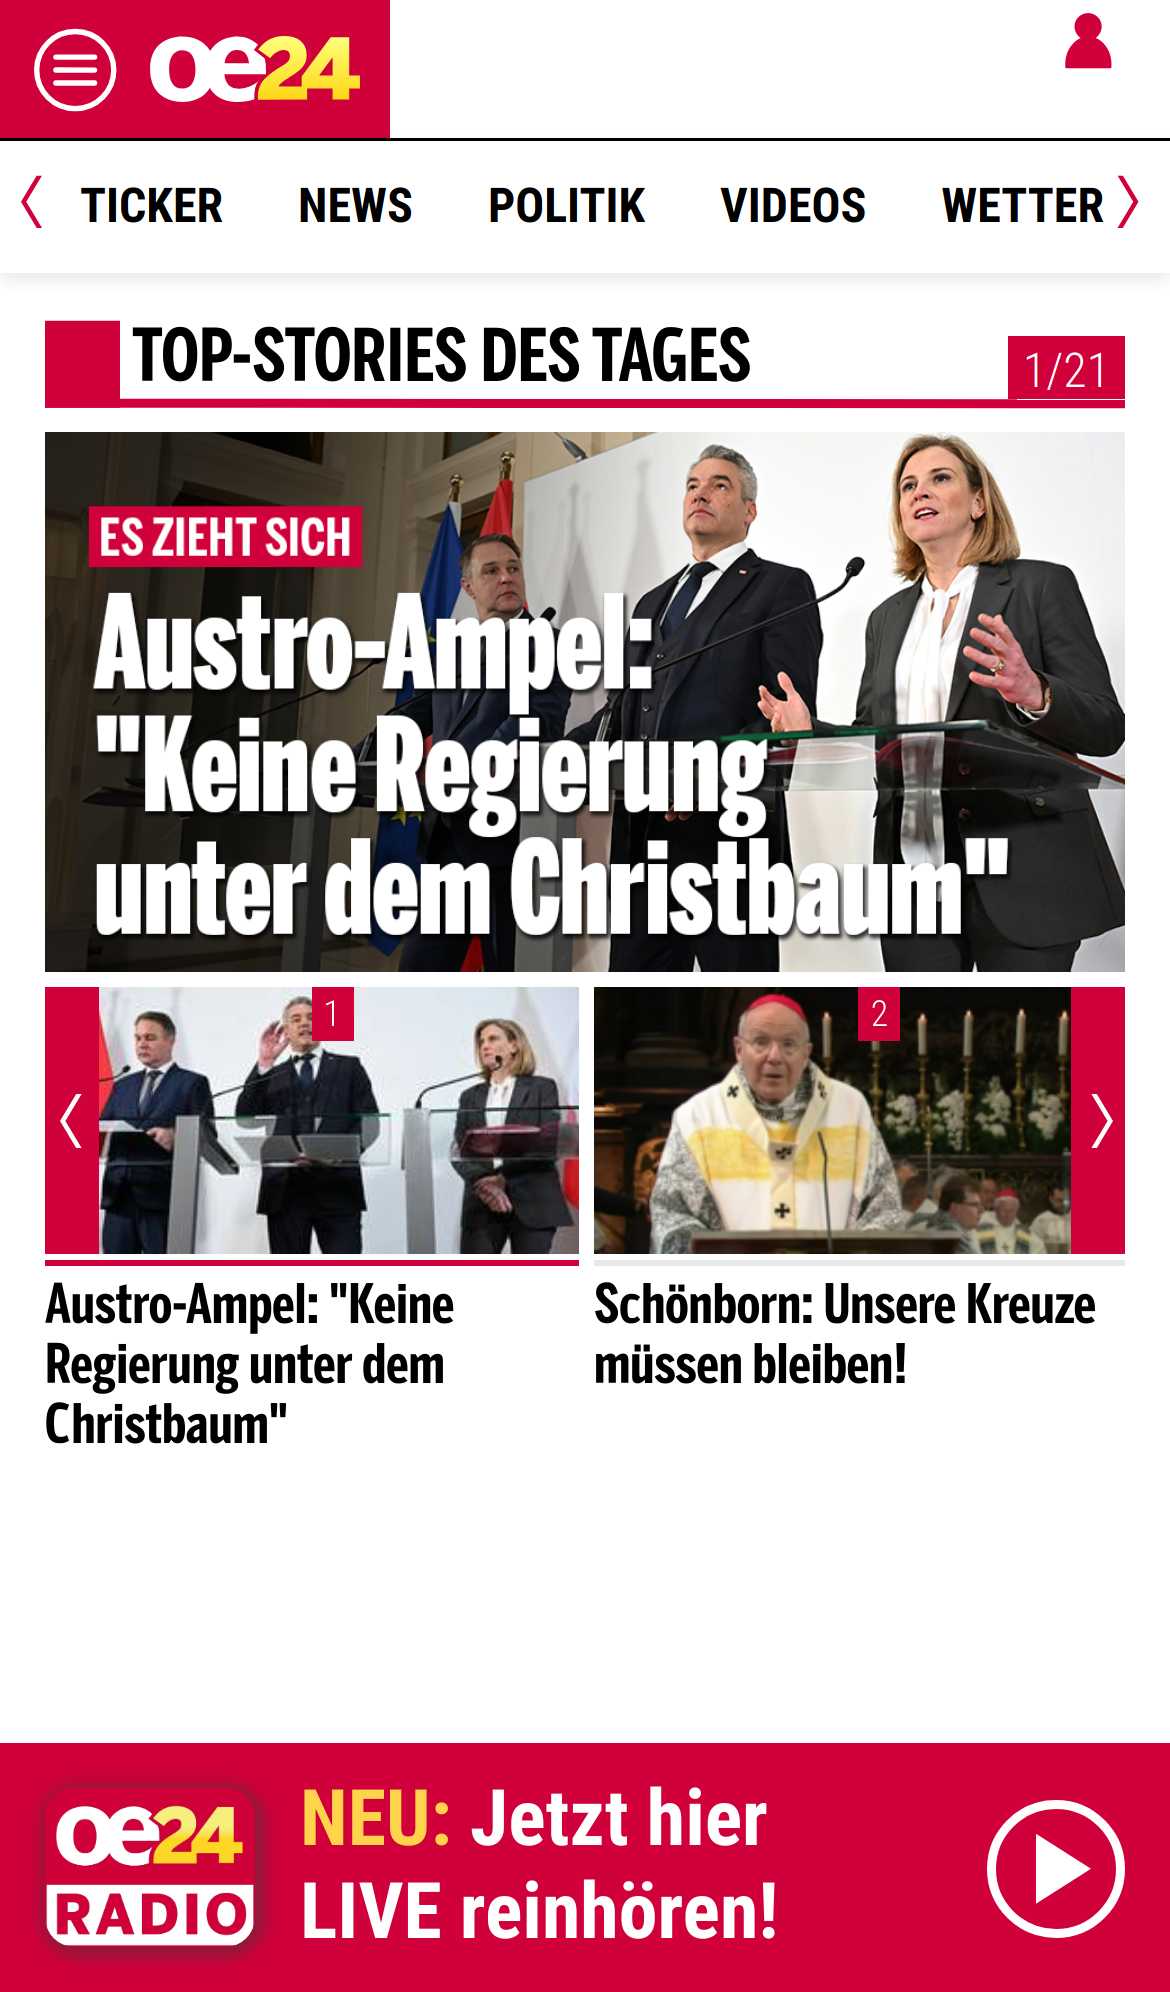 oe24
TICKER NEWS POLITIK VIDEOS WETTER
TOP-STORIES DES TAGES
1/21
ES ZIEHT SICH
Austro-Ampel:
"Keine Regierung
unter dem Christbaum"
1
Austro-Ampel: "Keine
Regierung unter dem
Christbaum"
2
Schönborn: Unsere Kreuze
müssen bleiben!
oe24
RADIO
NEU: Jetzt hier
LIVE reinhören!